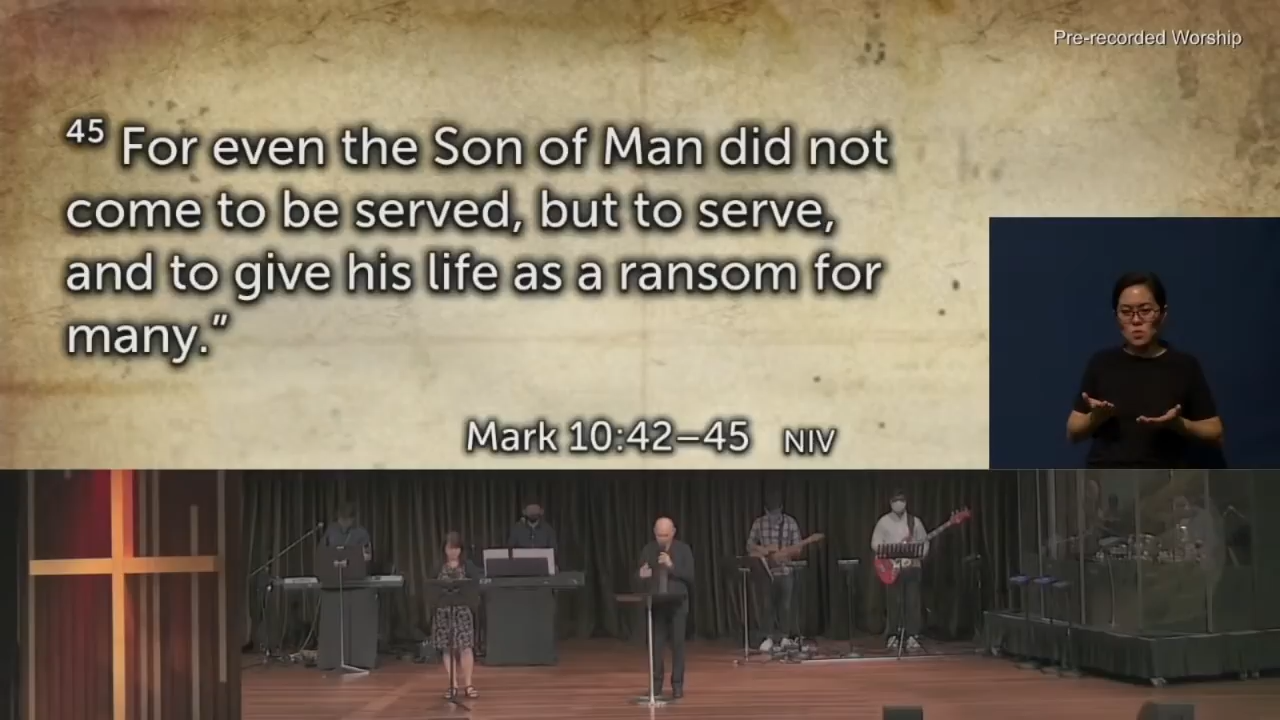 Pre-recorded Worship
45 For even the Son of Man did not
come to be served, but to serve,
and to give his life as a ransom for
many.”
Mark 10:42–45 NIV